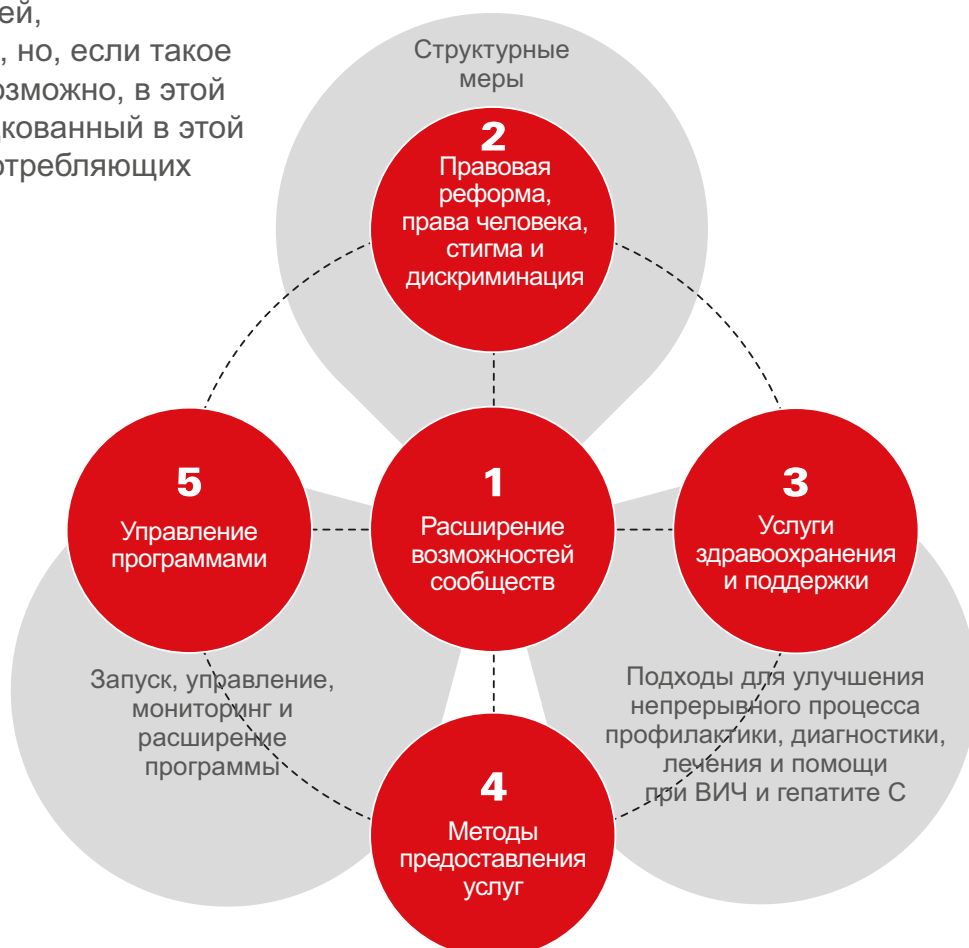 ей,
, но, если такое
озможно, в этой
кованный в этой
отребляющих
Структурные
меры
2
Правовая
реформа,
права человека,
стигма и
дискриминация
5
Управление
программами
1
Расширение
возможностей
сообществ
3
Услуги
здравоохранения
и поддержки
Запуск, управление,
мониторинг и
расширение
программы
Подходы для улучшения
непрерывного процесса
профилактики, диагностики,
лечения и помощи
при ВИЧ и гепатите С
4
Методы
предоставления
услуг